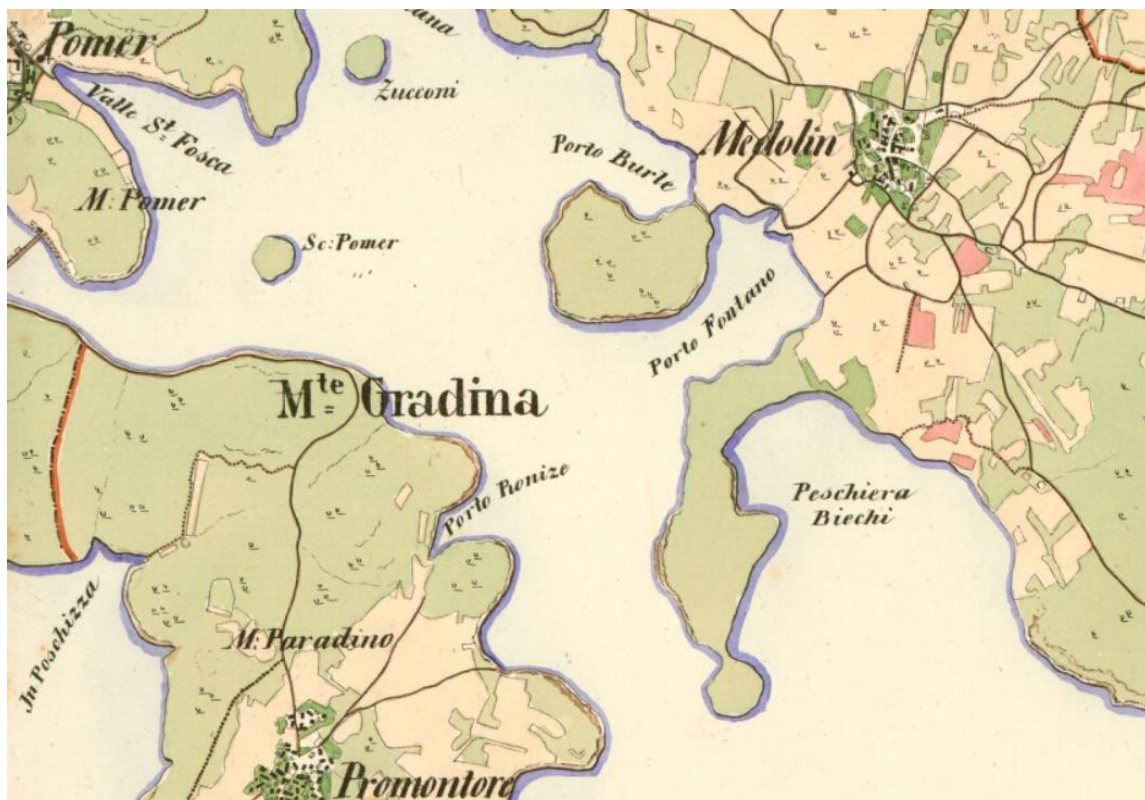 Pomer
Zucconi
Valle St. Fosca
Porto Burle
Medolin
M: Pomer
Sc: Pomer
Porto Fontano
Mte Gradina
Porto Ronize
Peschiera
Biechi
In Poschizza
M: Paradino
Promontore